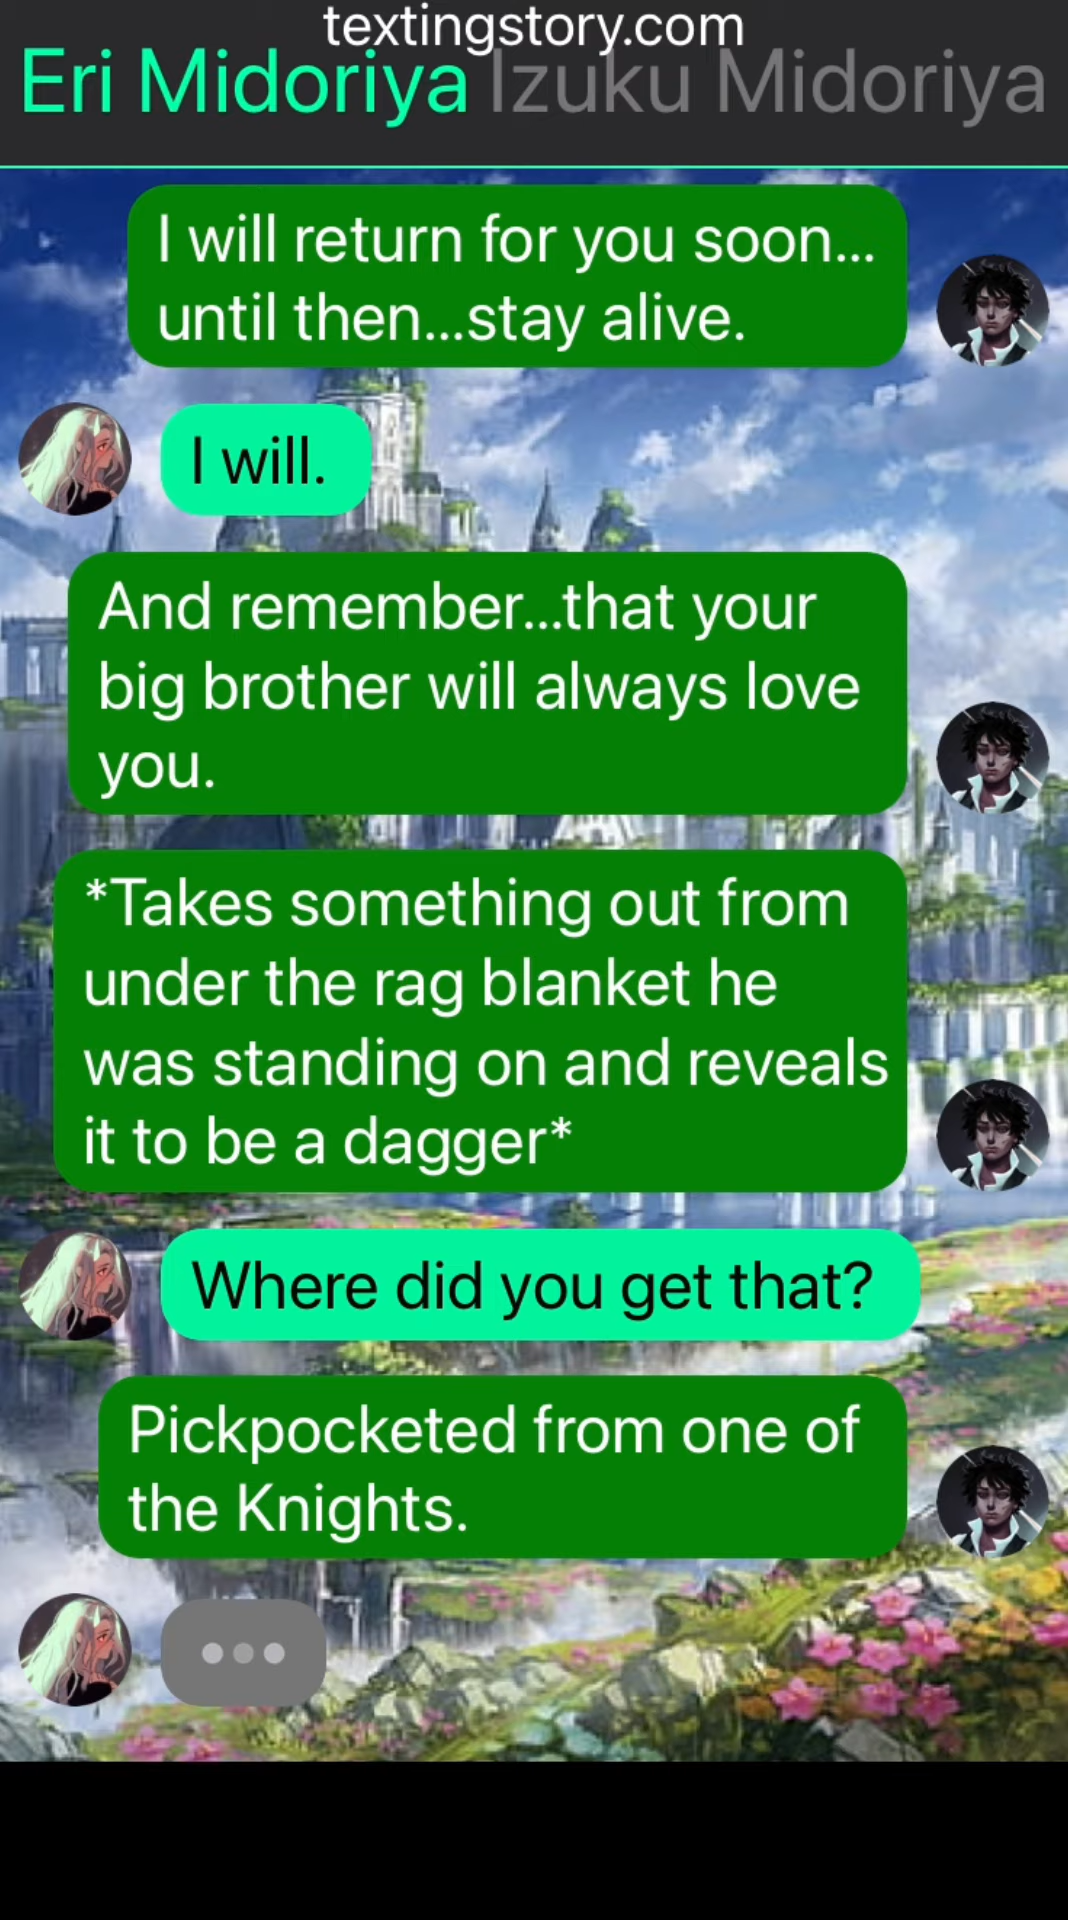 textingstory.com
Eri Midoriya Izuku Midoriya
I will return for you soon...
until then...stay alive.
I will.
And remember...that your
big brother will always love
you.
*Takes something out from
under the rag blanket he
was standing on and reveals
it to be a dagger*
Where did you get that?
Pickpocketed from one of
the Knights.